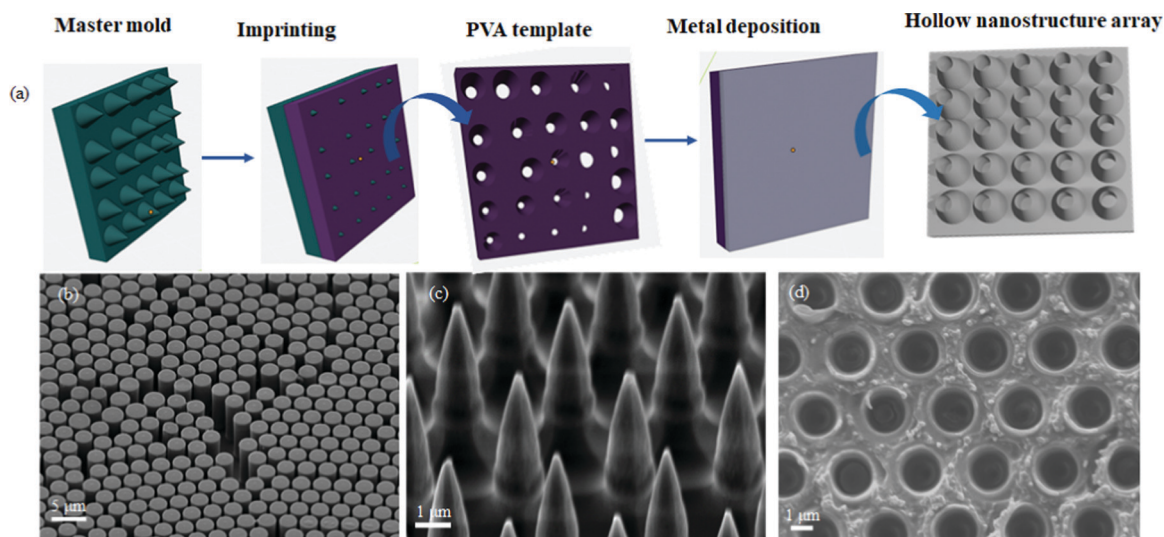 Master mold
Imprinting
PVA template
Metal deposition
Hollow nanostructure array
(a)
(b)
5 μm
(c)
1 μm
(d)
1 μm